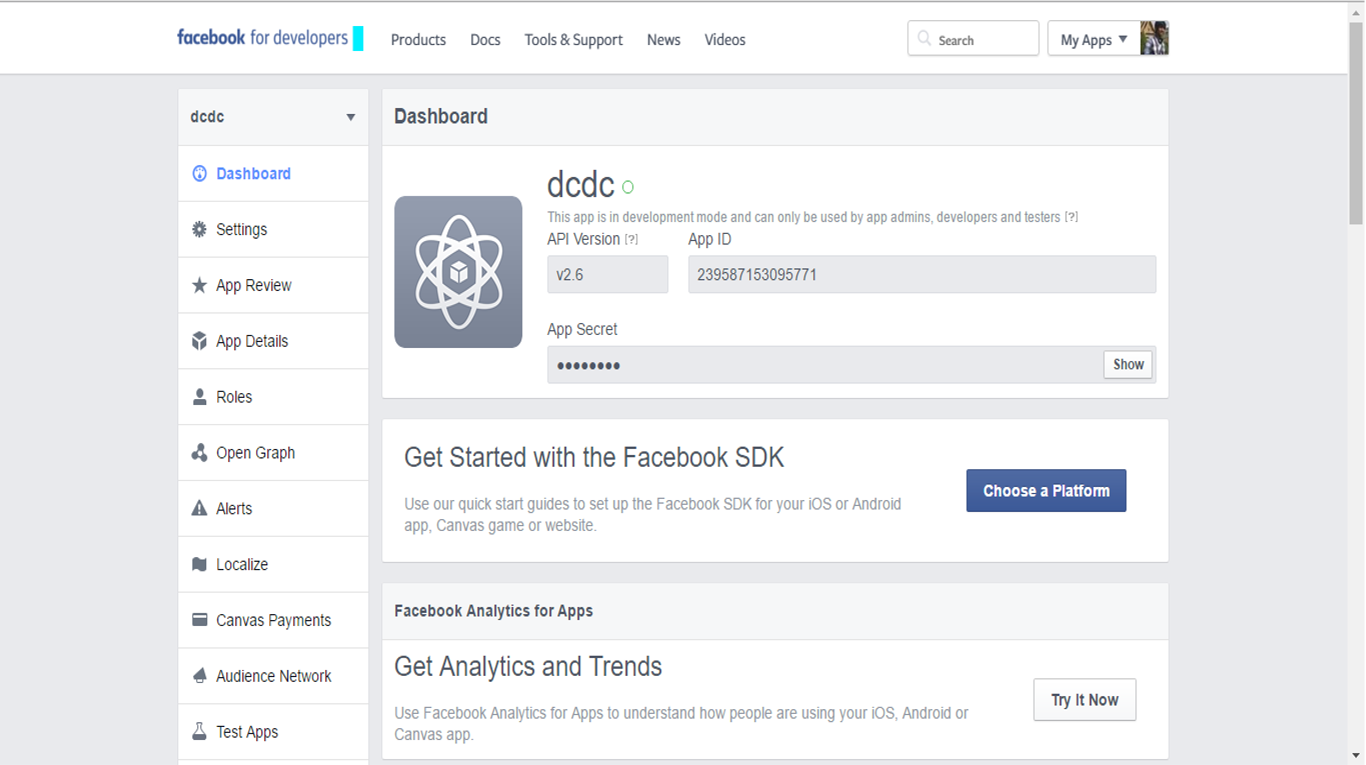 facebook for developers
Products
Docs
Tools & Support
News
Videos
Search
My Apps
dcdc
Dashboard
Settings
App Review
App Details
Roles
Open Graph
Alerts
Localize
Canvas Payments
Audience Network
Test Apps
Dashboard
dcdc
This app is in development mode and can only be used by app admins, developers and testers [?]
API Version [?]
App ID
v2.6
239587153095771
App Secret
●●●●●●●●
Show
Get Started with the Facebook SDK
Use our quick start guides to set up the Facebook SDK for your iOS or Android
app, Canvas game or website.
Choose a Platform
Facebook Analytics for Apps
Get Analytics and Trends
Use Facebook Analytics for Apps to understand how people are using your iOS, Android or
Canvas app.
Try It Now